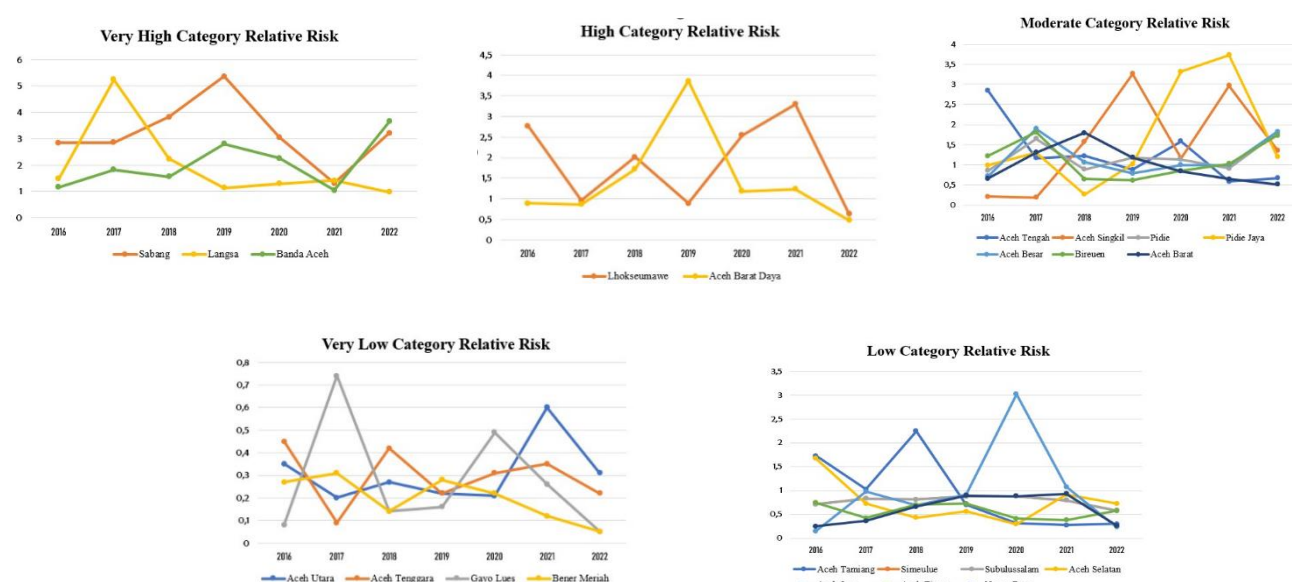 Very High Category Relative Risk
6
5
4
3
2
1
0
2016 2017 2018 2019 2020 2021 2022
Sabang Langsa Banda Aceh
High Category Relative Risk
4,5
4
3,5
3
2,5
2
1,5
1
0,5
0
2016 2017 2018 2019 2020 2021 2022
Lhokseumawe Aceh Barat Daya
Moderate Category Relative Risk
4
3,5
3
2,5
2
1,5
1
0,5
0
2016 2017 2018 2019 2020 2021 2022
Aceh Tengah Aceh Singkil Pidie Pidie Jaya
Aceh Besar Bireuen Aceh Barat
Very Low Category Relative Risk
0,8
0,7
0,6
0,5
0,4
0,3
0,2
0,1
0
2016 2017 2018 2019 2020 2021 2022
Aceh Utara Aceh Tenggara Gayo Lues Bener Meriah
Low Category Relative Risk
3,5
3
2,5
2
1,5
1
0,5
0
2016 2017 2018 2019 2020 2021 2022
Aceh Tamiang Simeulue Subulussalam Aceh Selatan